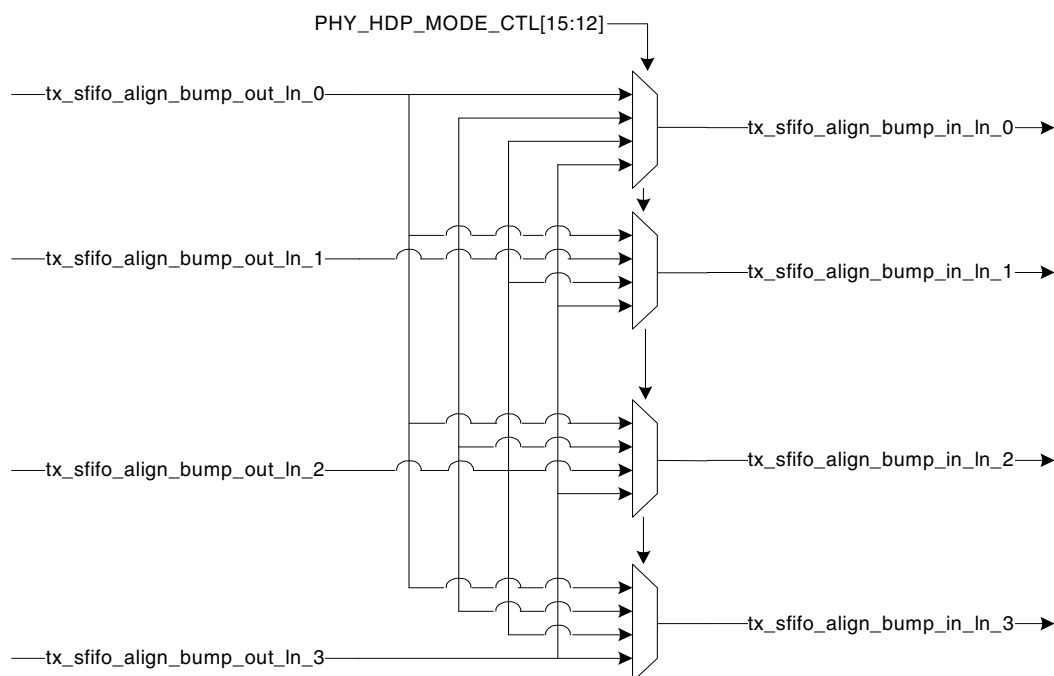 PHY_HDP_MODE_CTL[15:12]
tx_sfifo_align_bump_out_ln_0
tx_sfifo_align_bump_in_ln_0
tx_sfifo_align_bump_out_ln_1
tx_sfifo_align_bump_in_ln_1
tx_sfifo_align_bump_out_ln_2
tx_sfifo_align_bump_in_ln_2
tx_sfifo_align_bump_in_ln_3
tx_sfifo_align_bump_out_ln_3